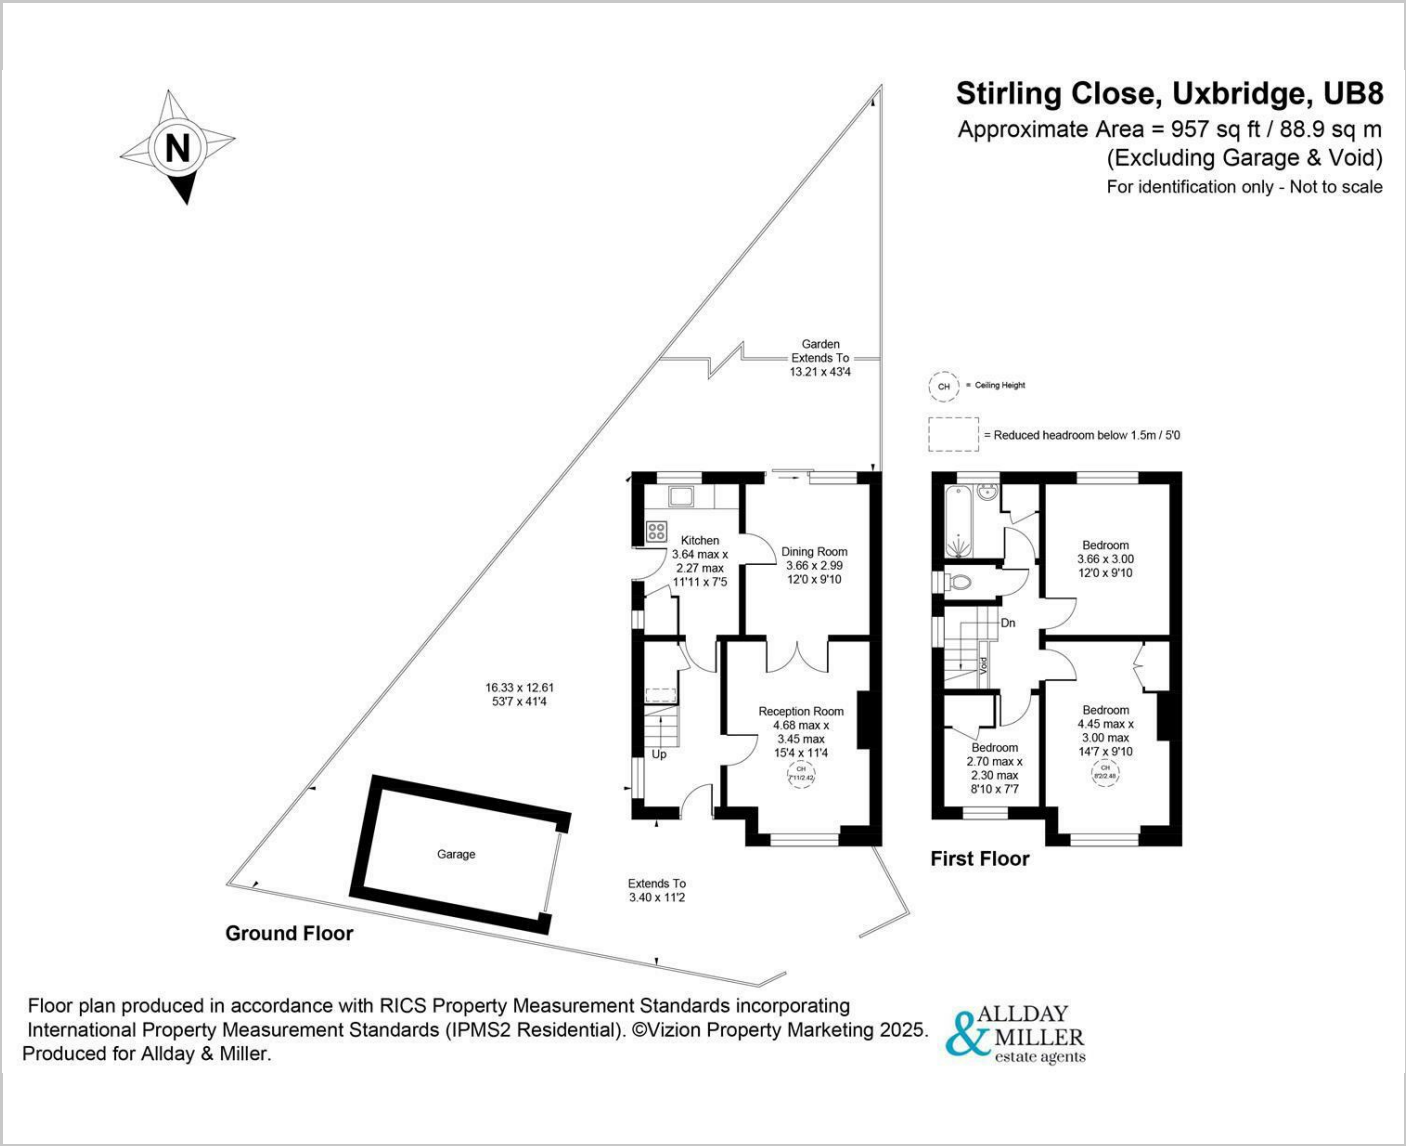 Stirling Close, Uxbridge, UB8
Approximate Area = 957 sq ft / 88.9 sq m
(Excluding Garage & Void)
For identification only - Not to scale
N
Garden
Extends To
13.21 x 43'4
CH = Ceiling Height
= Reduced headroom below 1.5m / 5'0
Kitchen
3.64 max x
2.27 max
11'11 x 7'5
Dining Room
3.66 x 2.99
12'0 x 9'10
16.33 x 12.61
53'7 x 41'4
Up
Reception Room
4.68 max x
3.45 max
15'4 x 11'4
CH
7'11/2.42
Garage
Extends To
3.40 x 11'2
Ground Floor
Bedroom
3.66 x 3.00
12'0 x 9'10
Dn
Void
Bedroom
4.45 max x
3.00 max
14'7 x 9'10
CH
8'2/2.48
Bedroom
2.70 max x
2.30 max
8'10 x 7'7
First Floor
Floor plan produced in accordance with RICS Property Measurement Standards incorporating
International Property Measurement Standards (IPMS2 Residential). ©Vizion Property Marketing 2025.
Produced for Allday & Miller.
ALLDAY
& MILLER
estate agents